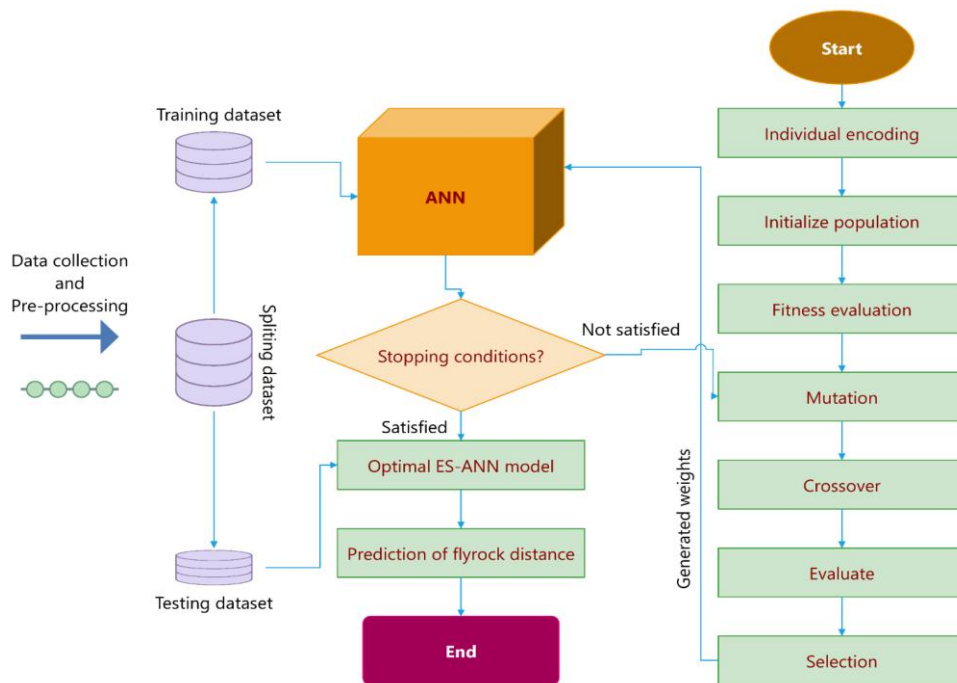 Start
Training dataset
Individual encoding
ANN
Initialize population
Data collection
and
Pre-processing
Spliting dataset
Fitness evaluation
Not satisfied
Stopping conditions?
Mutation
Satisfied
Optimal ES-ANN model
Generated weights
Crossover
Prediction of flyrock distance
Evaluate
Testing dataset
End
Selection